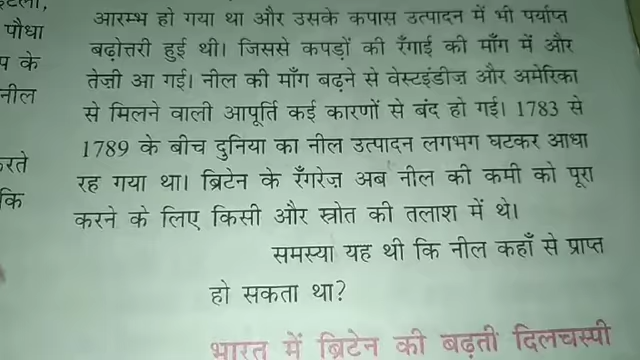 पौधा
प के
नील
रते
कि
आरम्भ हो गया था और उसके कपास उत्पादन में भी पर्याप्त
बढ़ोत्तरी हुई थी। जिससे कपड़ों की रँगाई की माँग में और
तेज़ी आ गई। नील की माँग बढ़ने से वेस्टइंडीज़ और अमेरिका
से मिलने वाली आपूर्ति कई कारणों से बंद हो गई। 1783 से
1789 के बीच दुनिया का नील उत्पादन लगभग घटकर आधा
रह गया था। ब्रिटेन के रँगरेज़ अब नील की कमी को पूरा
करने के लिए किसी और स्रोत की तलाश में थे।
समस्या यह थी कि नील कहाँ से प्राप्त
हो सकता था?
भारत में ब्रिटेन की बढ़ती दिलचस्पी